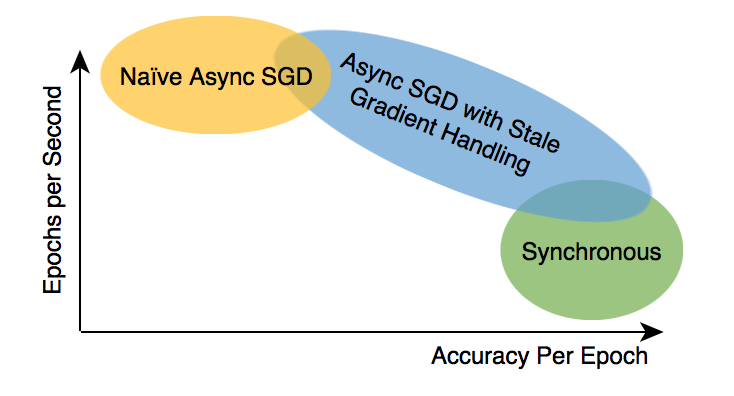 Naïve Async SGD
Async SGD with Stale
Gradient Handling
Synchronous
Epochs per Second
Accuracy Per Epoch